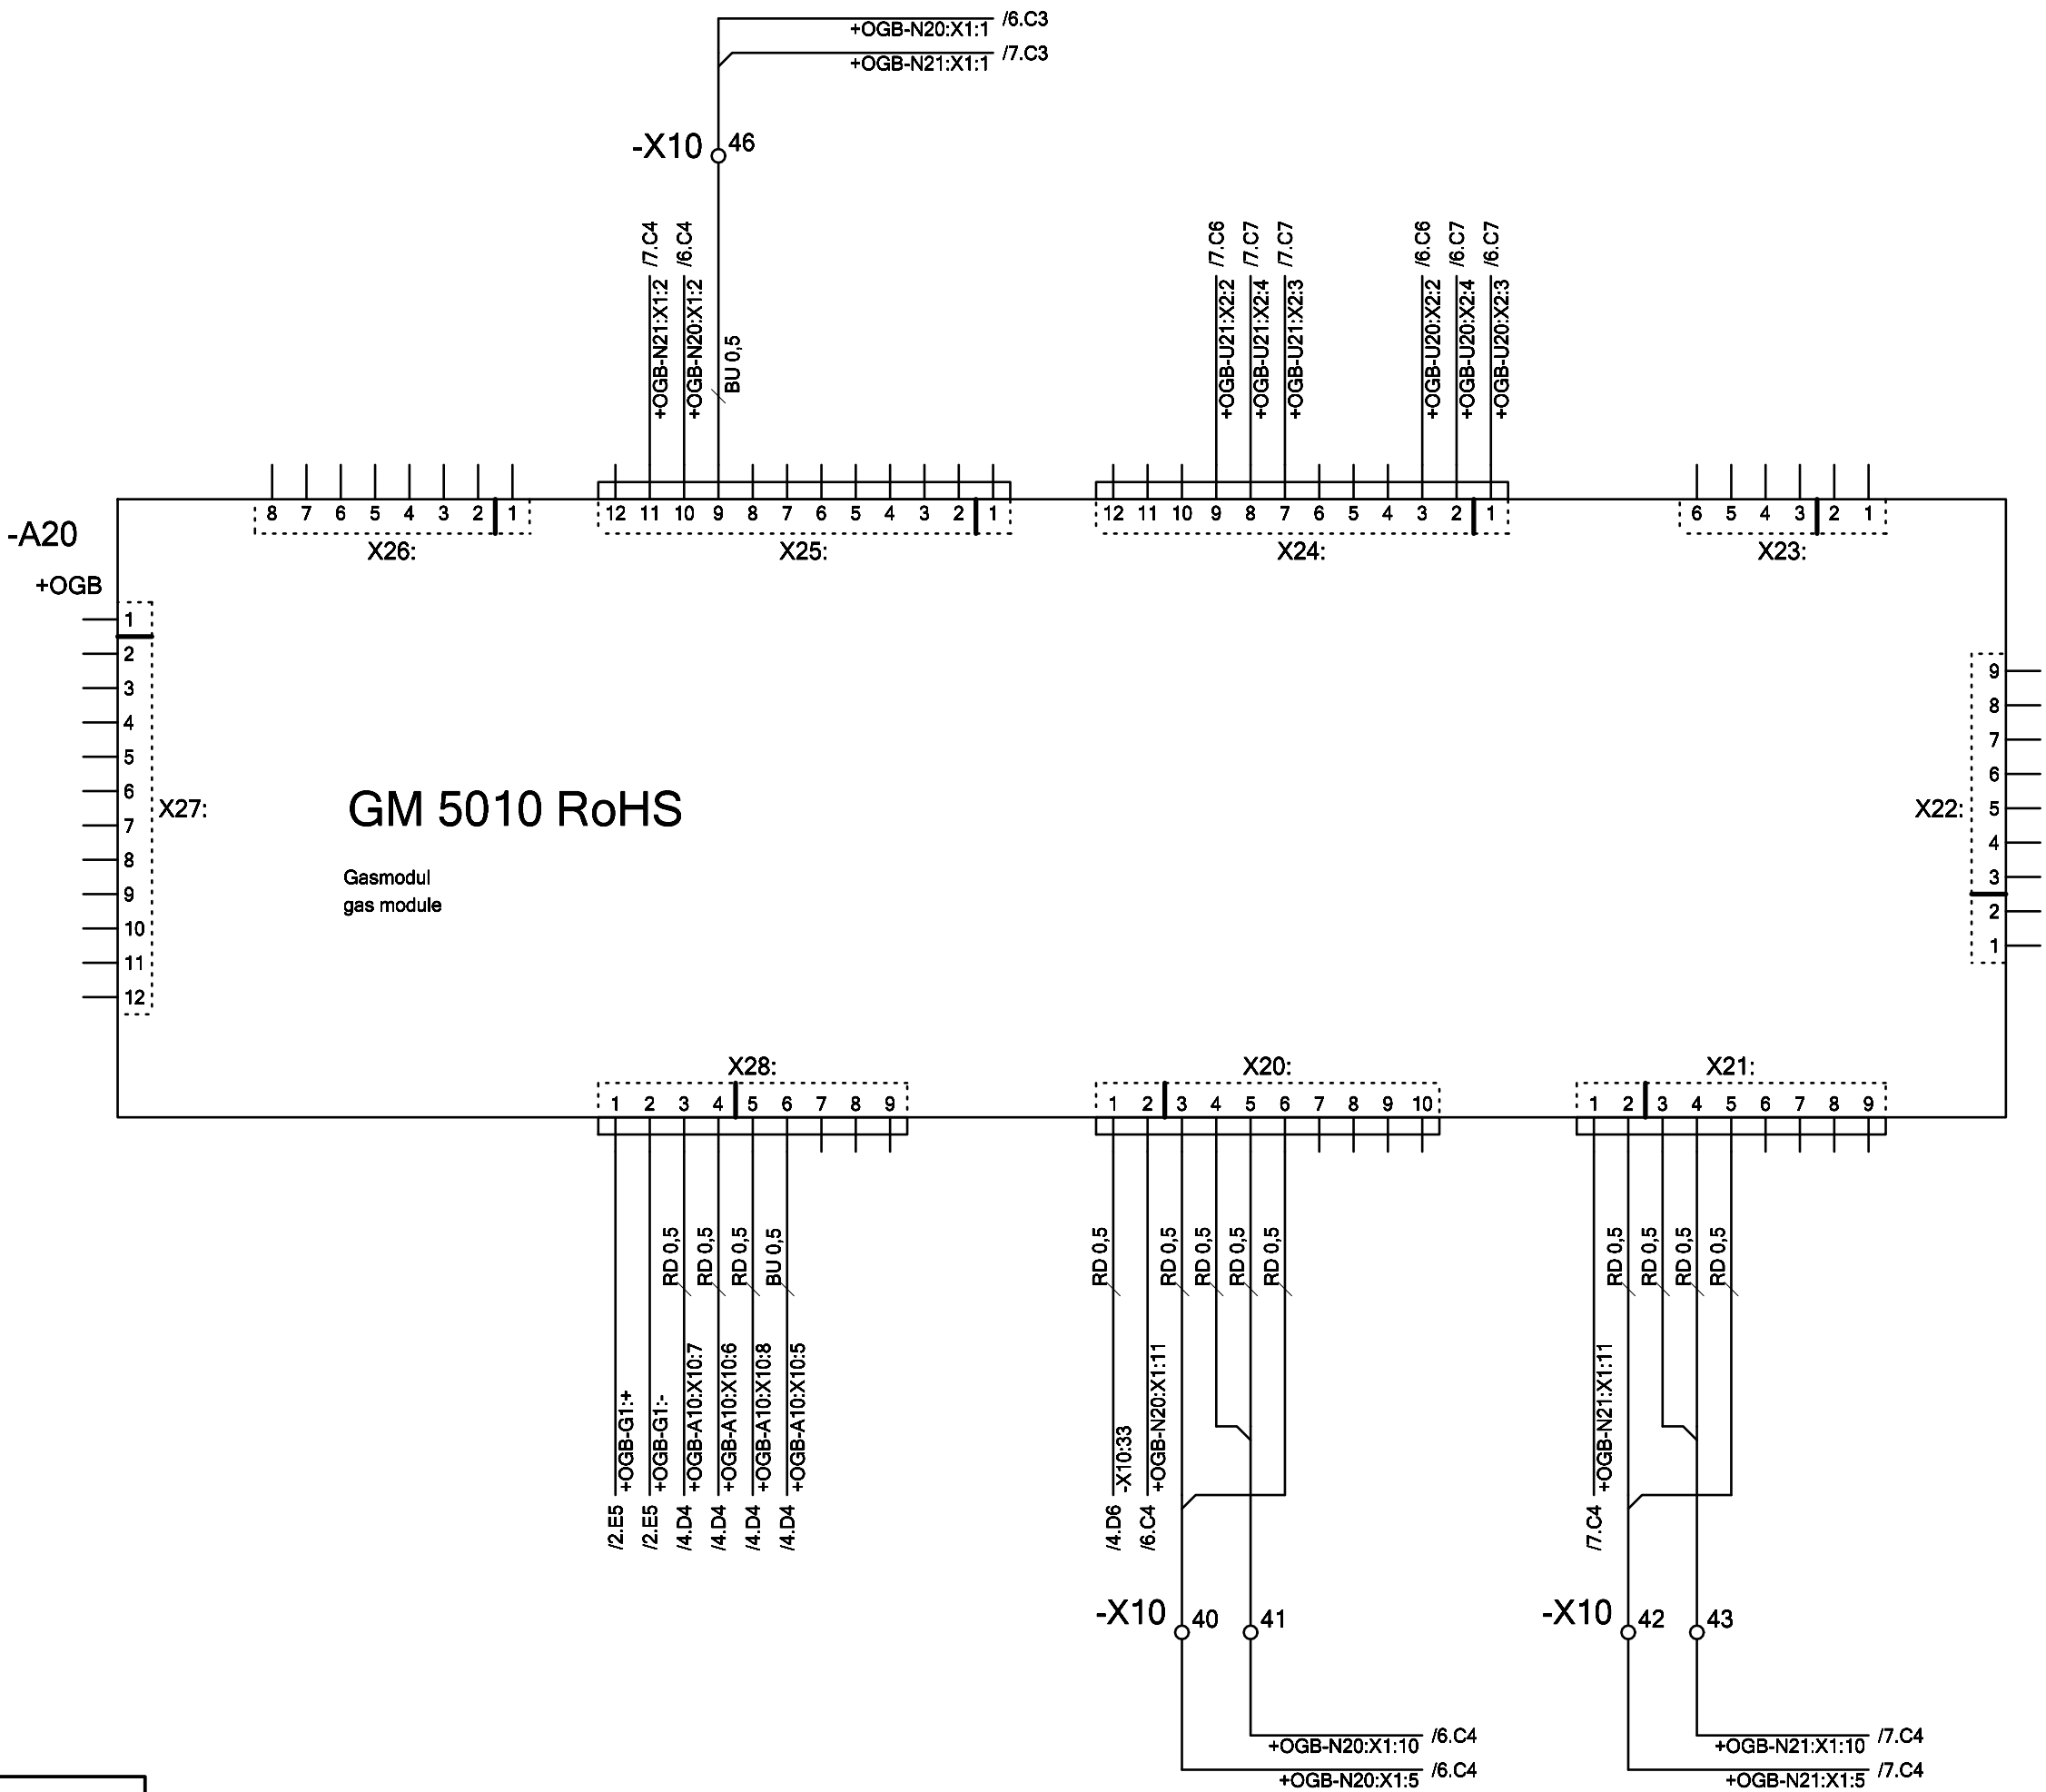 +OGB-N20:X1:1 /6.C3
+OGB-N21:X1:1 /7.C3
-X10 46
/7.C4 +OGB-N21:X1:2
/6.C4 +OGB-N20:X1:2
BU 0,5
/7.C6 +OGB-U21:X2:2
/7.C7 +OGB-U21:X2:4
/7.C7 +OGB-U21:X2:3
/6.C6 +OGB-U20:X2:2
/6.C7 +OGB-U20:X2:4
/6.C7 +OGB-U20:X2:3
8 7 6 5 4 3 2 1
X26:
12 11 10 9 8 7 6 5 4 3 2 1
X25:
12 11 10 9 8 7 6 5 4 3 2 1
X24:
6 5 4 3 2 1
X23:
-A20
+OGB
1
2
3
4
5
6
7
8
9
10
11
12
X27:
GM 5010 RoHS
Gasmodul
gas module
X22:
9
8
7
6
5
4
3
2
1
X28:
1 2 3 4 5 6 7 8 9
X20:
1 2 3 4 5 6 7 8 9 10
X21:
1 2 3 4 5 6 7 8 9
/2.E5 +OGB-G1:+
/2.E5 +OGB-G1:-
/4.D4 +OGB-A10:X10:7 RD 0,5
/4.D4 +OGB-A10:X10:6 RD 0,5
/4.D4 +OGB-A10:X10:8 RD 0,5
/4.D4 +OGB-A10:X10:5 BU 0,5
/4.D6 -X10:33 RD 0,5
/6.C4 +OGB-N20:X1:11
RD 0,5
RD 0,5
RD 0,5
RD 0,5
/7.C4 +OGB-N21:X1:11
RD 0,5
RD 0,5
RD 0,5
RD 0,5
-X10 40 41
-X10 42 43
+OGB-N20:X1:10 /6.C4
+OGB-N20:X1:5 /6.C4
+OGB-N21:X1:10 /7.C4
+OGB-N21:X1:5 /7.C4